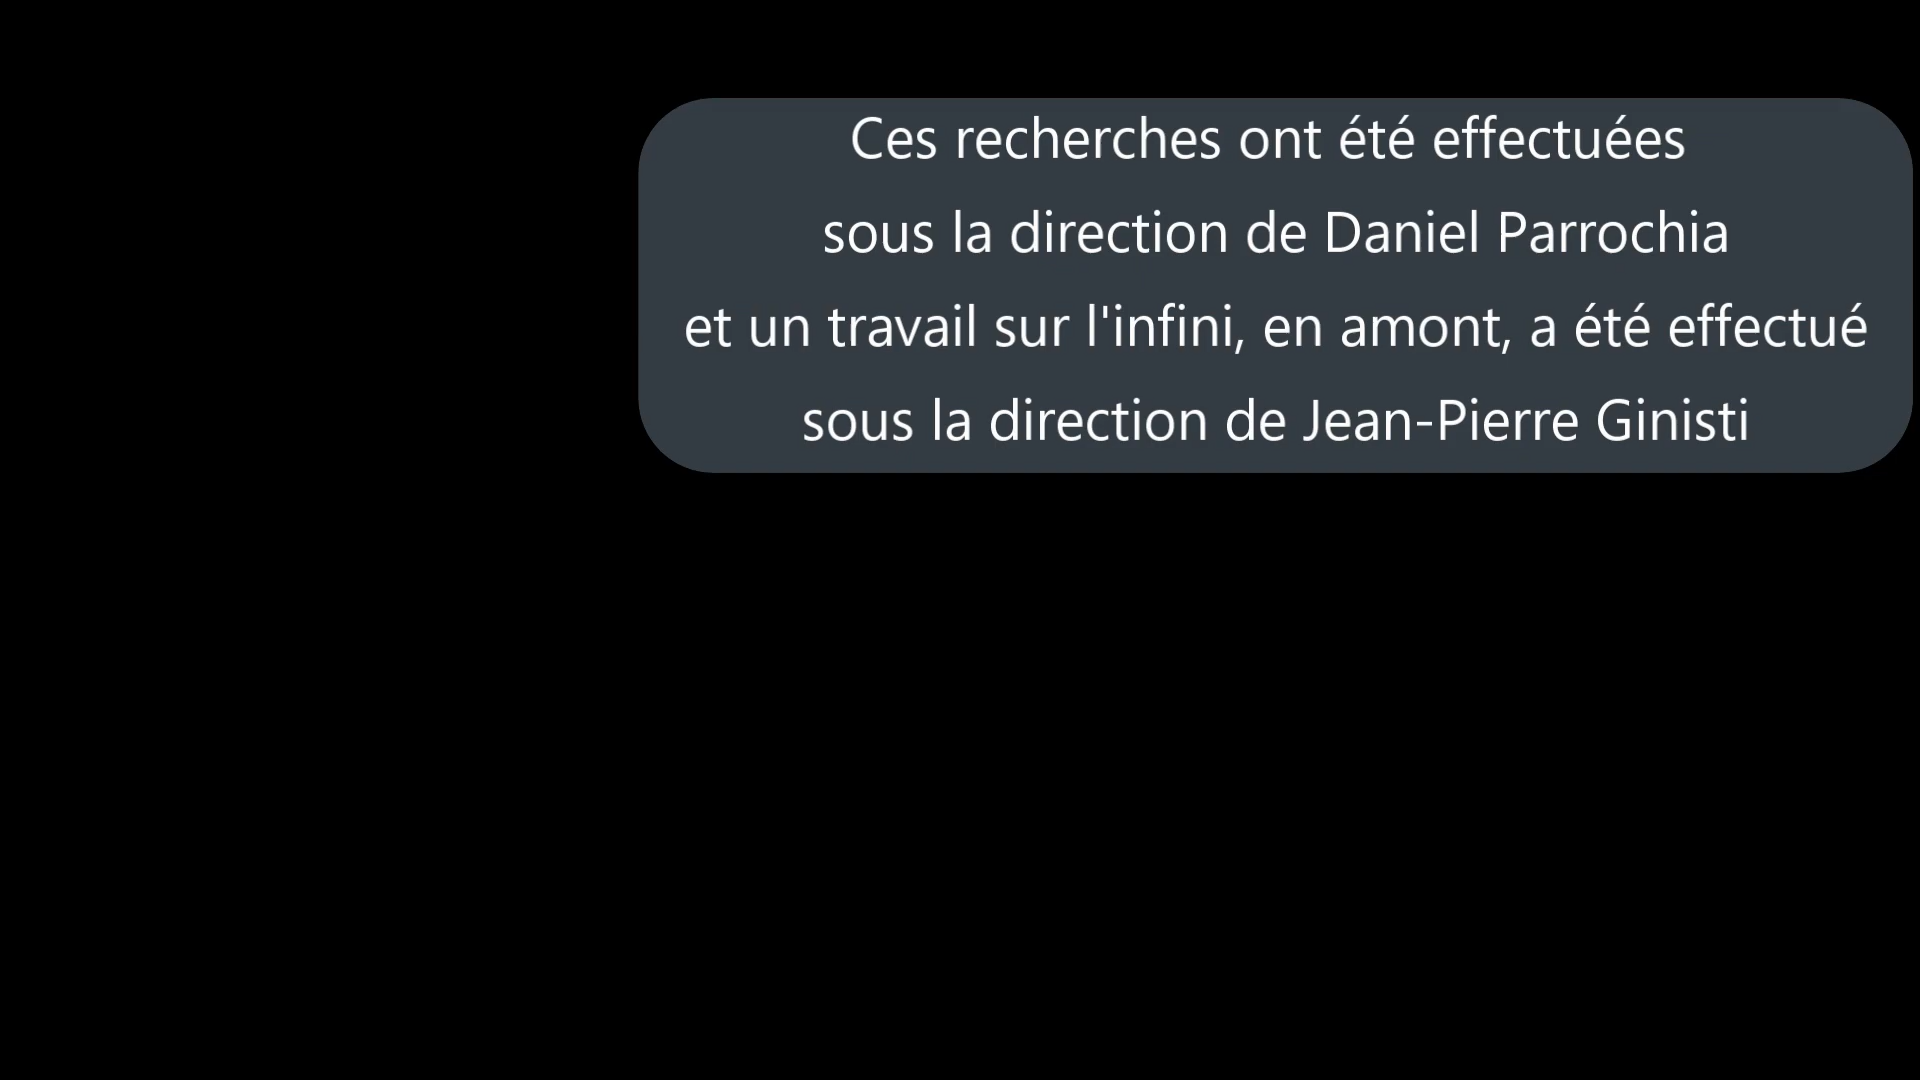 Ces recherches ont été effectuées
sous la direction de Daniel Parrochia
et un travail sur l'infini, en amont, a été effectué
sous la direction de Jean-Pierre Ginisti